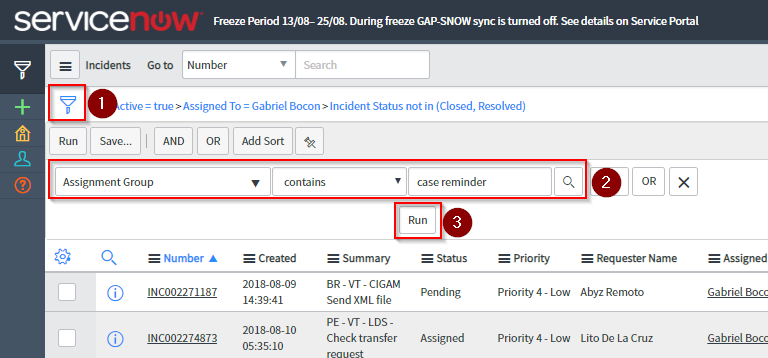 servicenow Freeze Period 13/08– 25/08. During freeze GAP-SNOW sync is turned off. See details on Service Portal
Incidents Go to Number Search
1 Active = true > Assigned To = Gabriel Bocon > Incident Status not in (Closed, Resolved)
Run Save... AND OR Add Sort
Assignment Group contains case reminder 2 OR
Run 3
Number Created Summary Status Priority Requester Name Assigned
INC002271187 2018-08-09 14:39:41 BR - VT - CIGAM Send XML file Pending Priority 4 - Low Abyz Remoto Gabriel Boco
INC002274873 2018-08-10 05:35:10 PE - VT - LDS - Check transfer request Assigned Priority 4 - Low Lito De La Cruz Gabriel Boco